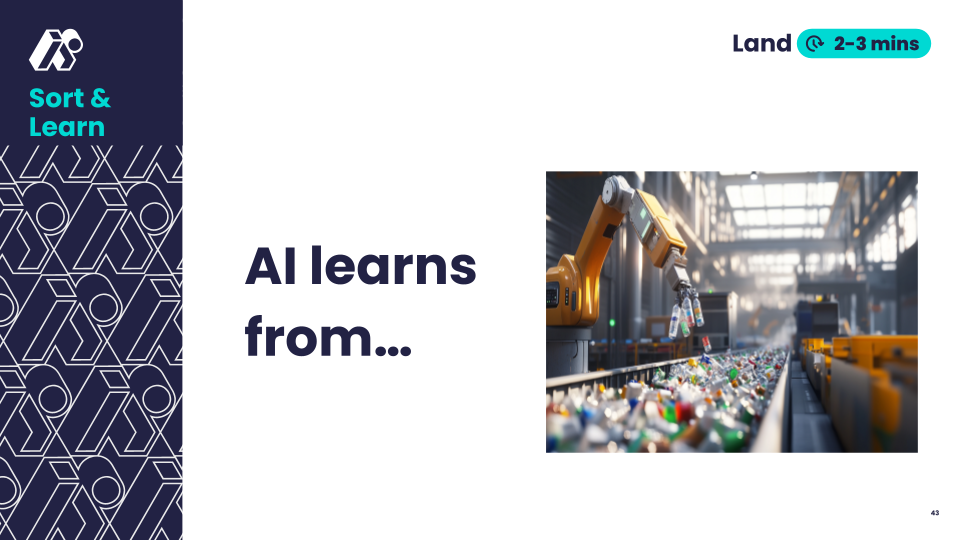 Sort &
Learn
Land
2-3 mins
AI learns
from...
43